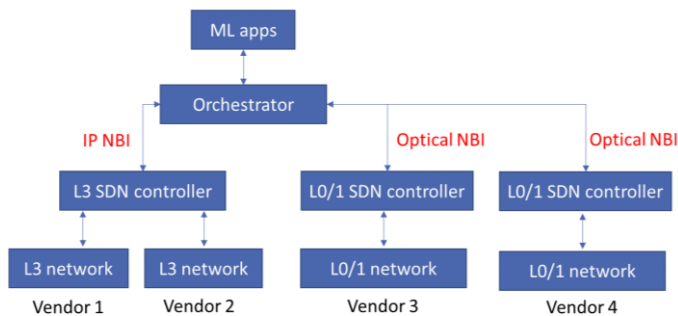 ML apps
Orchestrator
IP NBI
Optical NBI
Optical NBI
L3 SDN controller
L0/1 SDN controller
L0/1 SDN controller
L3 network
L3 network
L0/1 network
L0/1 network
Vendor 1
Vendor 2
Vendor 3
Vendor 4